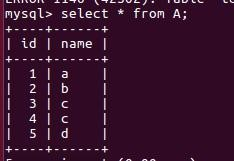 ERROR 1146 (42S02): Table
mysql> select * from A;
+----+------+
| id | name |
+----+------+
|  1 | a    |
|  2 | b    |
|  3 | c    |
|  4 | c    |
|  5 | d    |
+----+------+